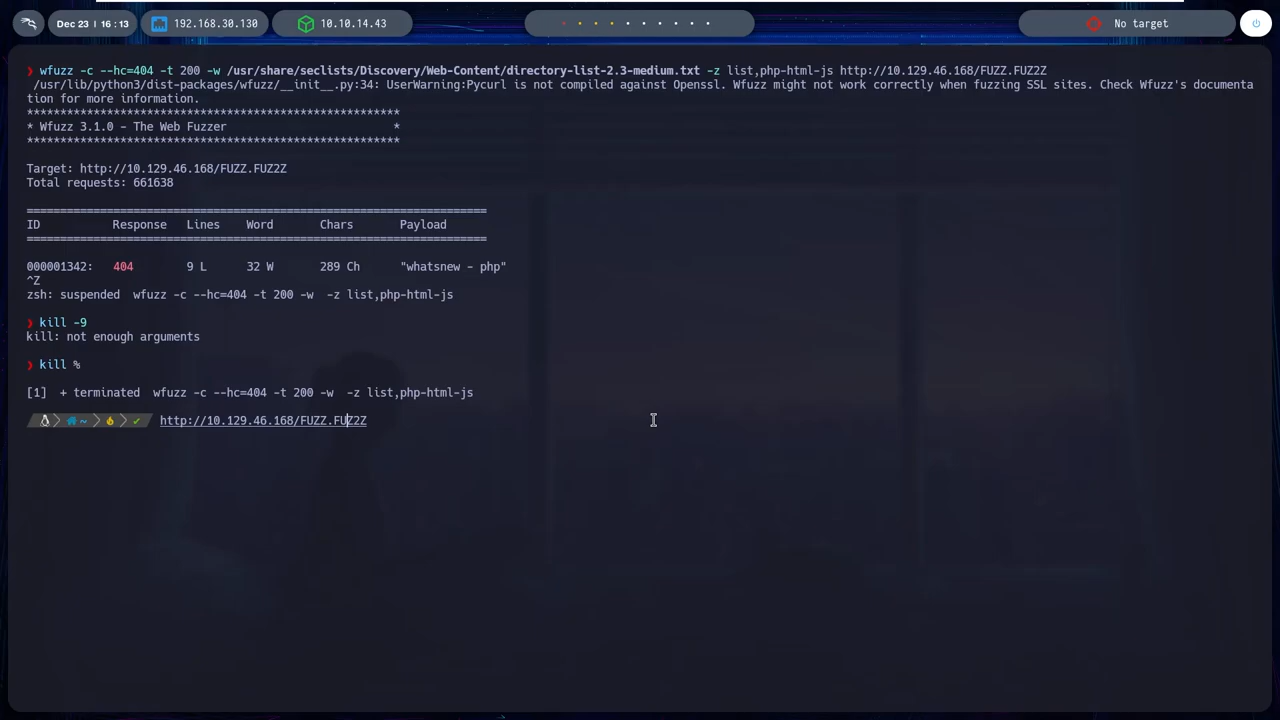 Dec 23 | 16:13 192.168.30.130 10.10.14.43 No target
❯ wfuzz -c --hc=404 -t 200 -w /usr/share/seclists/Discovery/Web-Content/directory-list-2.3-medium.txt -z list,php-html-js http://10.129.46.168/FUZZ.FUZ2Z
/usr/lib/python3/dist-packages/wfuzz/__init__.py:34: UserWarning:Pycurl is not compiled against Openssl. Wfuzz might not work correctly when fuzzing SSL sites. Check Wfuzz's documenta
tion for more information.
********************************************************
* Wfuzz 3.1.0 - The Web Fuzzer                         *
********************************************************
Target: http://10.129.46.168/FUZZ.FUZ2Z
Total requests: 661638
=====================================================================
ID           Response   Lines    Word       Chars       Payload
=====================================================================
000001342:   404        9 L      32 W       289 Ch      "whatsnew - php"
^Z
zsh: suspended  wfuzz -c --hc=404 -t 200 -w  -z list,php-html-js
❯ kill -9
kill: not enough arguments
❯ kill %
[1]  + terminated  wfuzz -c --hc=404 -t 200 -w  -z list,php-html-js
~ ✔ http://10.129.46.168/FUZZ.FUZ2Z